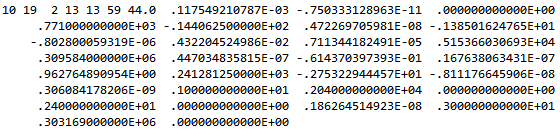 10 19  2 13 13 59 44.0  .117549210787E-03 -.750333128963E-11  .000000000000E+00
.771000000000E+03 -.144062500000E+02  .472269705981E-08 -.138501624765E+01
-.802800059319E-06  .432204524986E-02  .711344182491E-05  .515366030693E+04
.309584000000E+06  .447034835815E-07 -.614370397393E-01  .167638063431E-07
.962764890954E+00  .241281250000E+03 -.275322944457E+01 -.811176645906E-08
.306084178206E-09  .100000000000E+01  .204000000000E+04  .000000000000E+00
.240000000000E+01  .000000000000E+00  .186264514923E-08  .300000000000E+01
.303169000000E+06  .000000000000E+00